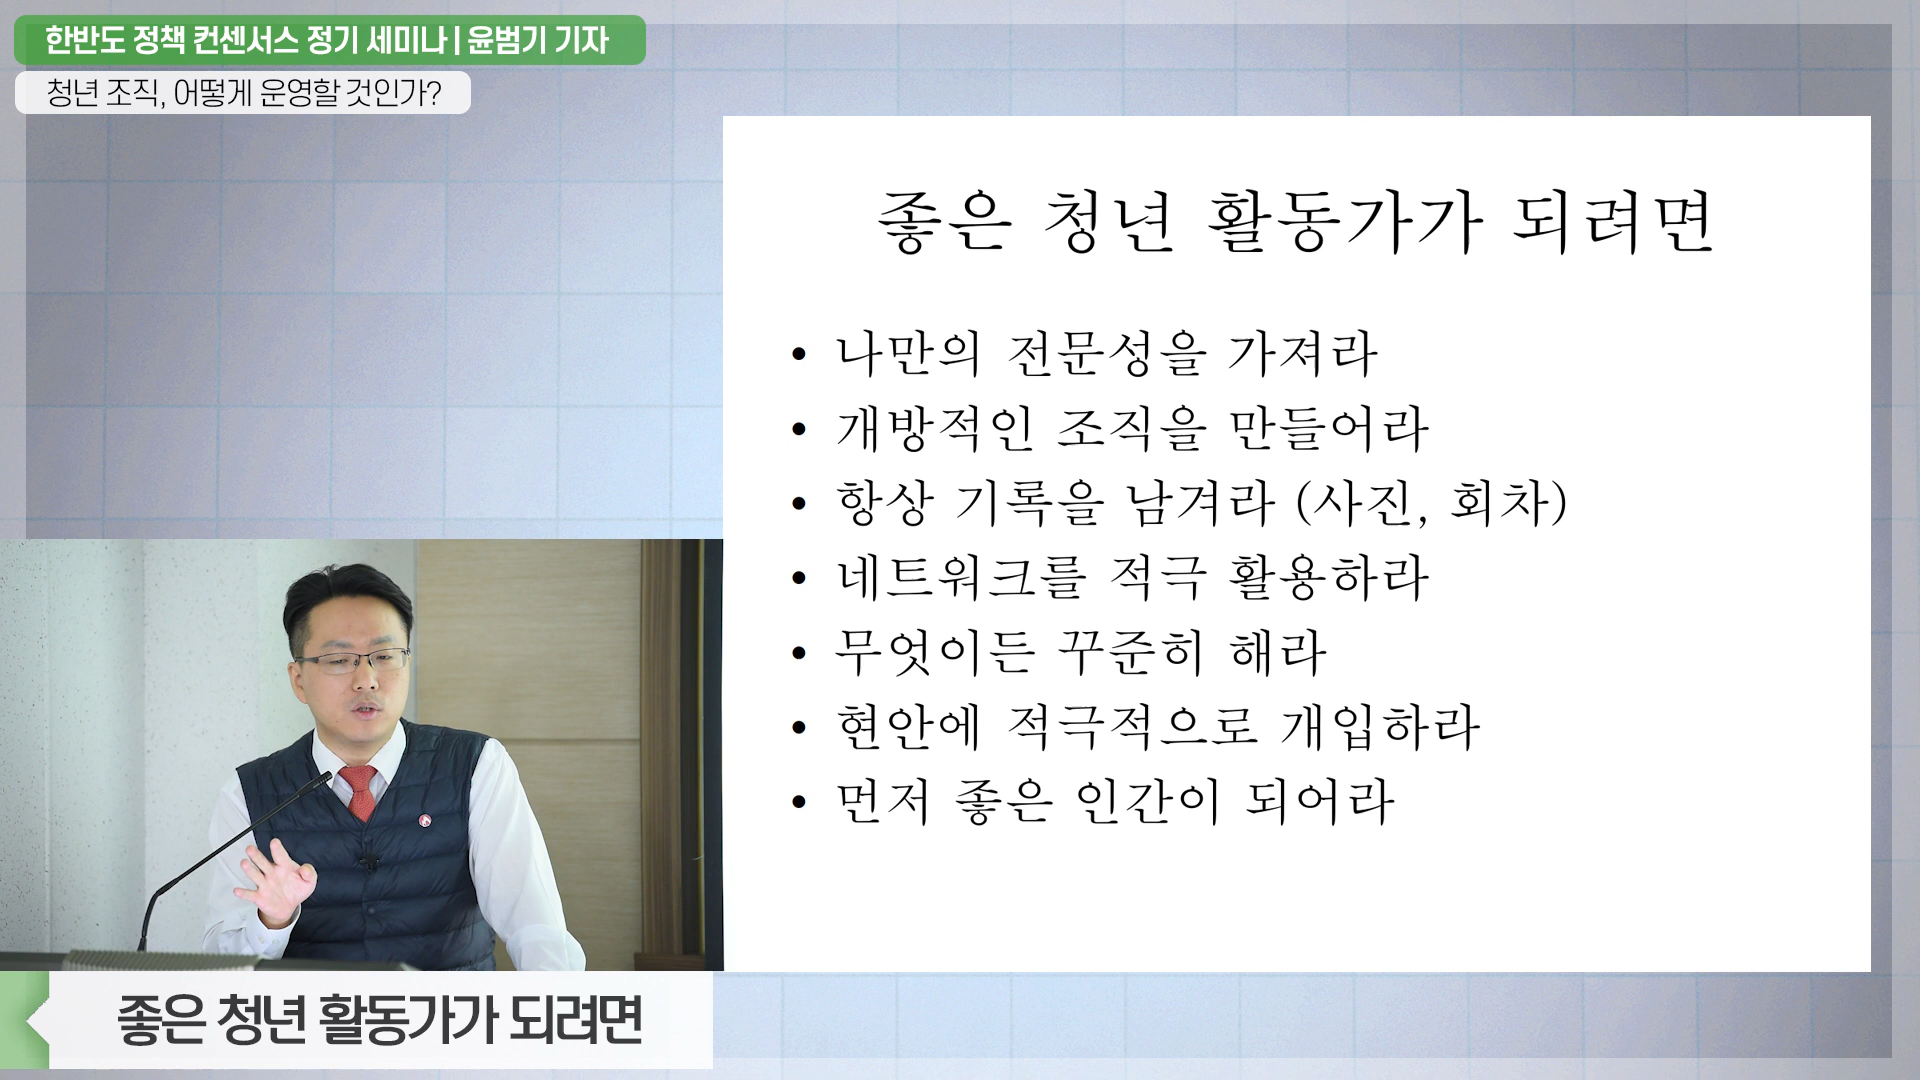 한반도 정책 컨센서스 정기 세미나 | 윤범기 기자
청년 조직, 어떻게 운영할 것인가?
좋은 청년 활동가가 되려면
• 나만의 전문성을 가져라
• 개방적인 조직을 만들어라
• 항상 기록을 남겨라 (사진, 회차)
• 네트워크를 적극 활용하라
• 무엇이든 꾸준히 해라
• 현안에 적극적으로 개입하라
• 먼저 좋은 인간이 되어라
좋은 청년 활동가가 되려면